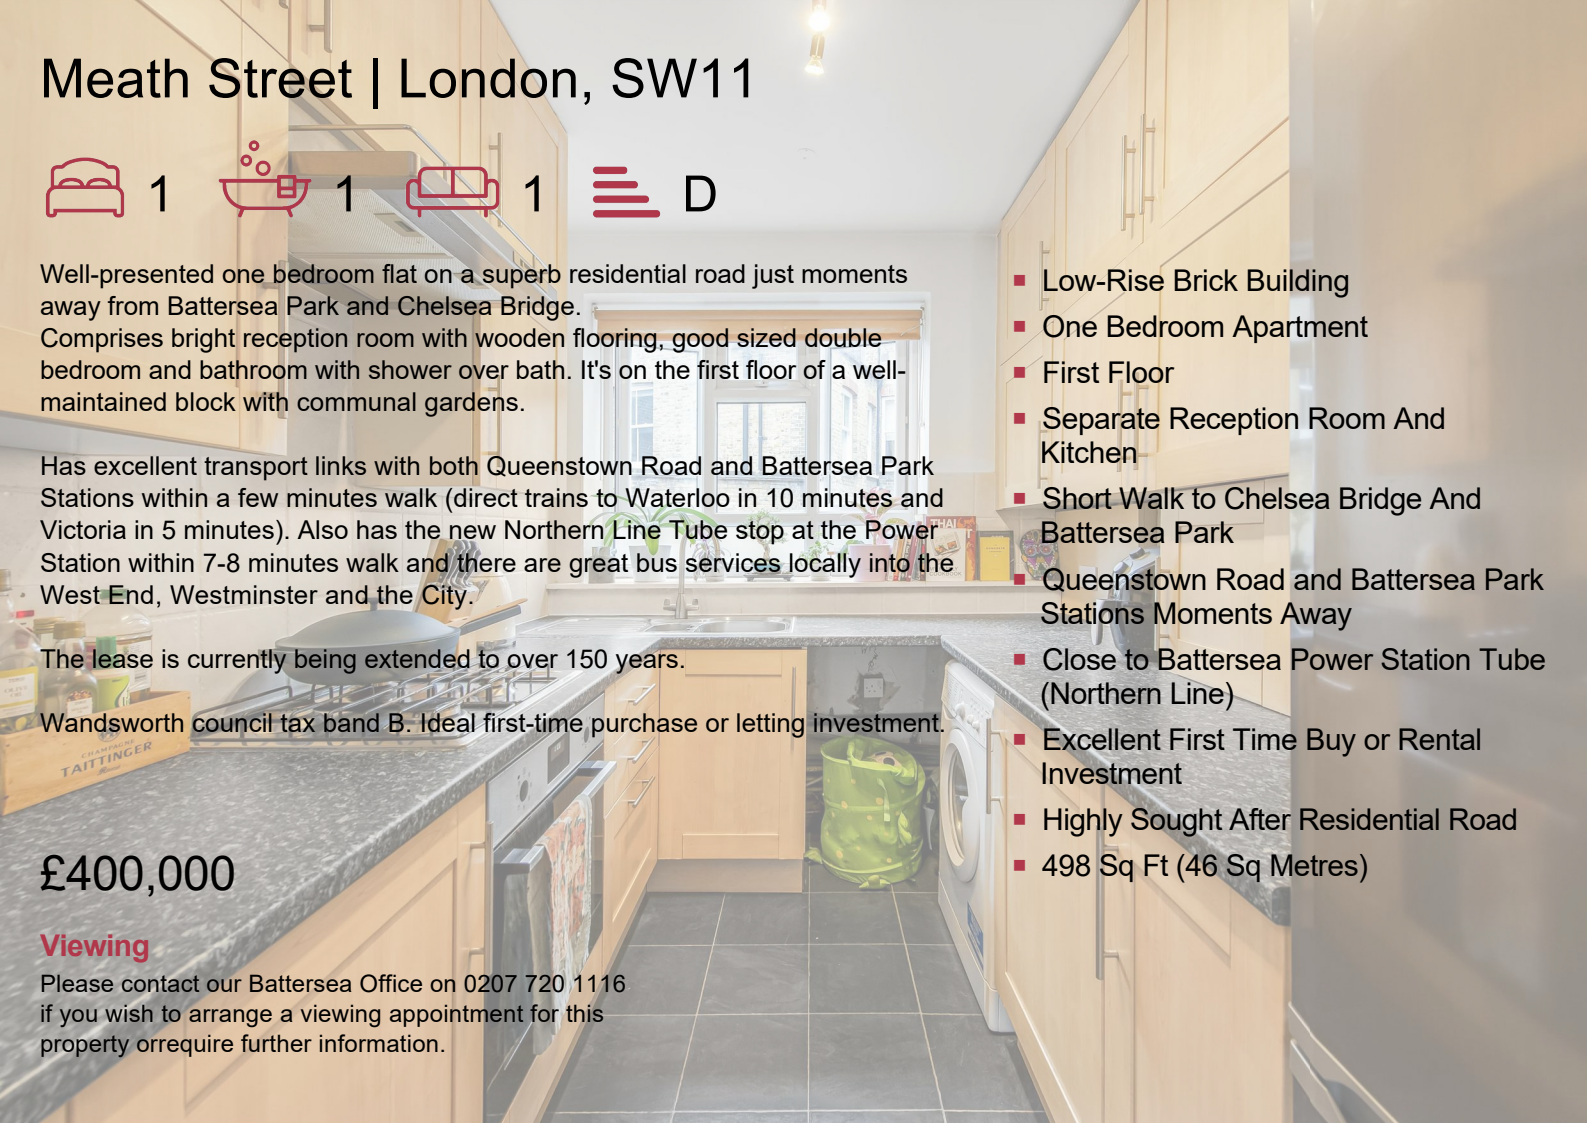 Meath Street | London, SW11
1 1 1 D
Well-presented one bedroom flat on a superb residential road just moments
away from Battersea Park and Chelsea Bridge.
Comprises bright reception room with wooden flooring, good sized double
bedroom and bathroom with shower over bath. It's on the first floor of a well-
maintained block with communal gardens.
Has excellent transport links with both Queenstown Road and Battersea Park
Stations within a few minutes walk (direct trains to Waterloo in 10 minutes and
Victoria in 5 minutes). Also has the new Northern Line Tube stop at the Power
Station within 7-8 minutes walk and there are great bus services locally into the
West End, Westminster and the City.
The lease is currently being extended to over 150 years.
Wandsworth council tax band B. Ideal first-time purchase or letting investment.
£400,000
Viewing
Please contact our Battersea Office on 0207 720 1116
if you wish to arrange a viewing appointment for this
property orrequire further information.
Low-Rise Brick Building
One Bedroom Apartment
First Floor
Separate Reception Room And
Kitchen
Short Walk to Chelsea Bridge And
Battersea Park
Queenstown Road and Battersea Park
Stations Moments Away
Close to Battersea Power Station Tube
(Northern Line)
Excellent First Time Buy or Rental
Investment
Highly Sought After Residential Road
498 Sq Ft (46 Sq Metres)
THAI
CHAMPAGNE
TAITTINGER